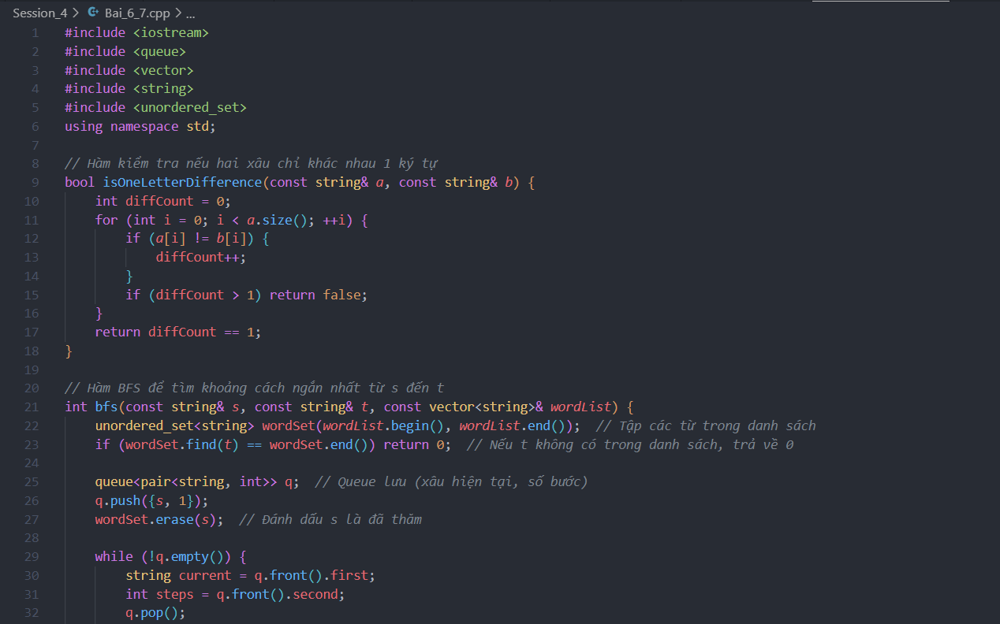 Session_4 > Bai_6_7.cpp > ...
1 #include <iostream>
2 #include <queue>
3 #include <vector>
4 #include <string>
5 #include <unordered_set>
6 using namespace std;
7
8 // Hàm kiểm tra nếu hai xâu chỉ khác nhau 1 ký tự
9 bool isOneLetterDifference(const string& a, const string& b) {
10     int diffCount = 0;
11     for (int i = 0; i < a.size(); ++i) {
12         if (a[i] != b[i]) {
13             diffCount++;
14         }
15         if (diffCount > 1) return false;
16     }
17     return diffCount == 1;
18 }
19
20 // Hàm BFS để tìm khoảng cách ngắn nhất từ s đến t
21 int bfs(const string& s, const string& t, const vector<string>& wordList) {
22     unordered_set<string> wordSet(wordList.begin(), wordList.end());  // Tập các từ trong danh sách
23     if (wordSet.find(t) == wordSet.end()) return 0;  // Nếu t không có trong danh sách, trả về 0
24
25     queue<pair<string, int>> q;  // Queue lưu (xâu hiện tại, số bước)
26     q.push({s, 1});
27     wordSet.erase(s);  // Đánh dấu s là đã thăm
28
29     while (!q.empty()) {
30         string current = q.front().first;
31         int steps = q.front().second;
32         q.pop();